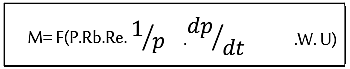 M= F(P.Rb.Re. 1/p .dp/dt .W. U)